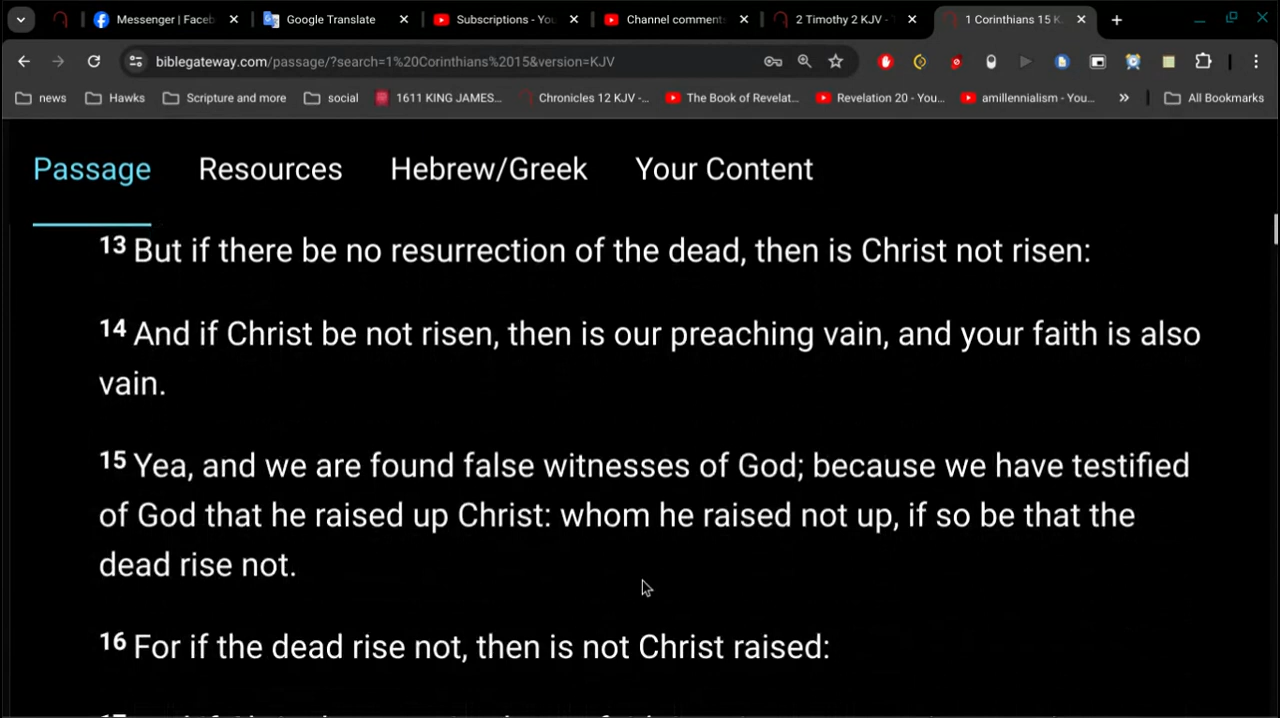 Messenger | Faceb
Google Translate
Subscriptions - You
Channel comments
2 Timothy 2 KJV -
1 Corinthians 15 K
biblegateway.com/passage/?search=1%20Corinthians%2015&version=KJV
news
Hawks
Scripture and more
social
1611 KING JAMES...
Chronicles 12 KJV -...
The Book of Revelat...
Revelation 20 - You...
amillennialism - You...
»
All Bookmarks
Passage
Resources
Hebrew/Greek
Your Content
13 But if there be no resurrection of the dead, then is Christ not risen:
14 And if Christ be not risen, then is our preaching vain, and your faith is also
vain.
15 Yea, and we are found false witnesses of God; because we have testified
of God that he raised up Christ: whom he raised not up, if so be that the
dead rise not.
16 For if the dead rise not, then is not Christ raised: